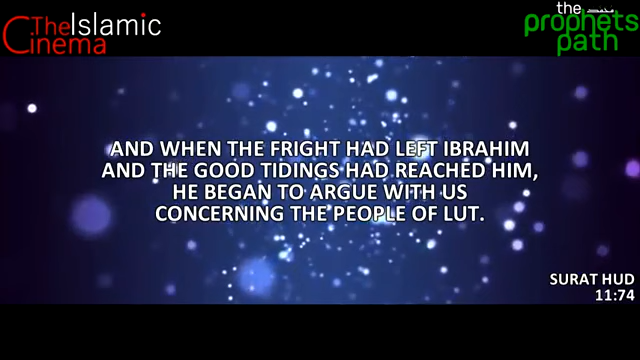 The Islamic
Cinema
the
prophets
path
AND WHEN THE FRIGHT HAD LEFT IBRAHIM
AND THE GOOD TIDINGS HAD REACHED HIM,
HE BEGAN TO ARGUE WITH US
CONCERNING THE PEOPLE OF LUT.
SURAT HUD
11:74